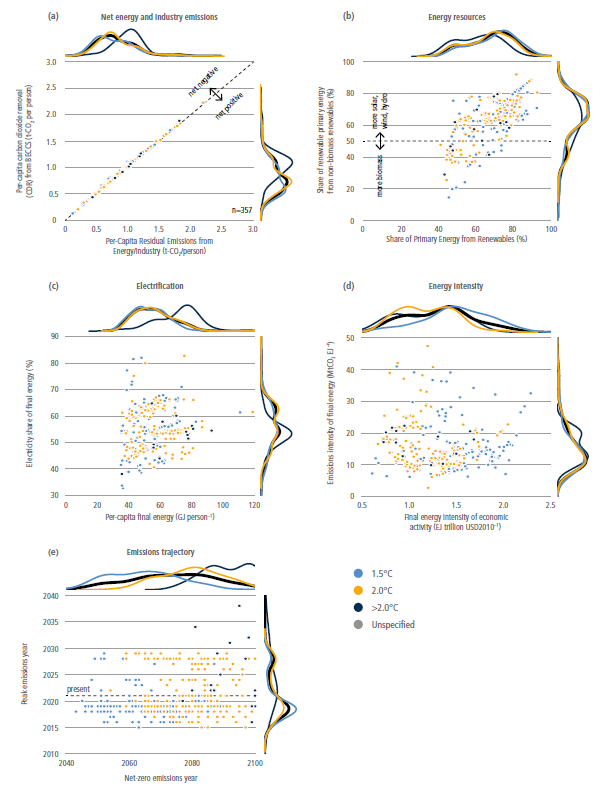 (a) Net energy and Industry emissions
Per-capita carbon dioxide removal
(CDR) from BECCS (t-CO₂ per person)
3.0
2.5
2.0
1.5
1.0
0.5
0
net negative
net positive
n=357
0 0.5 1.0 1.5 2.0 2.5 3.0
Per-Capita Residual Emissions from
Energy/Industry (t-CO₂/person)
(b) Energy resources
Share of renewable primary energy
from non-biomass renewables (%)
100
80
60
50
40
20
0
more solar,
wind, hydro
more biomass
0 20 40 60 80 100
Share of Primary Energy from Renewables (%)
(c) Electrification
Electricity share of final energy (%)
90
80
70
60
50
40
30
0 20 40 60 80 100 120
Per-capita final energy (GJ person⁻¹)
(d) Energy Intensity
Emissions intensity of final energy (MtCO₂ EJ⁻¹)
50
40
30
20
10
0
0.5 1.0 1.5 2.0 2.5
Final energy intensity of economic
activity (EJ trillion USD2010⁻¹)
(e) Emissions trajectory
Peak emissions year
2040
2035
2030
2025
2020
2015
2010
present
2040 2060 2080 2100
Net-zero emissions year
1.5°C
2.0°C
>2.0°C
Unspecified